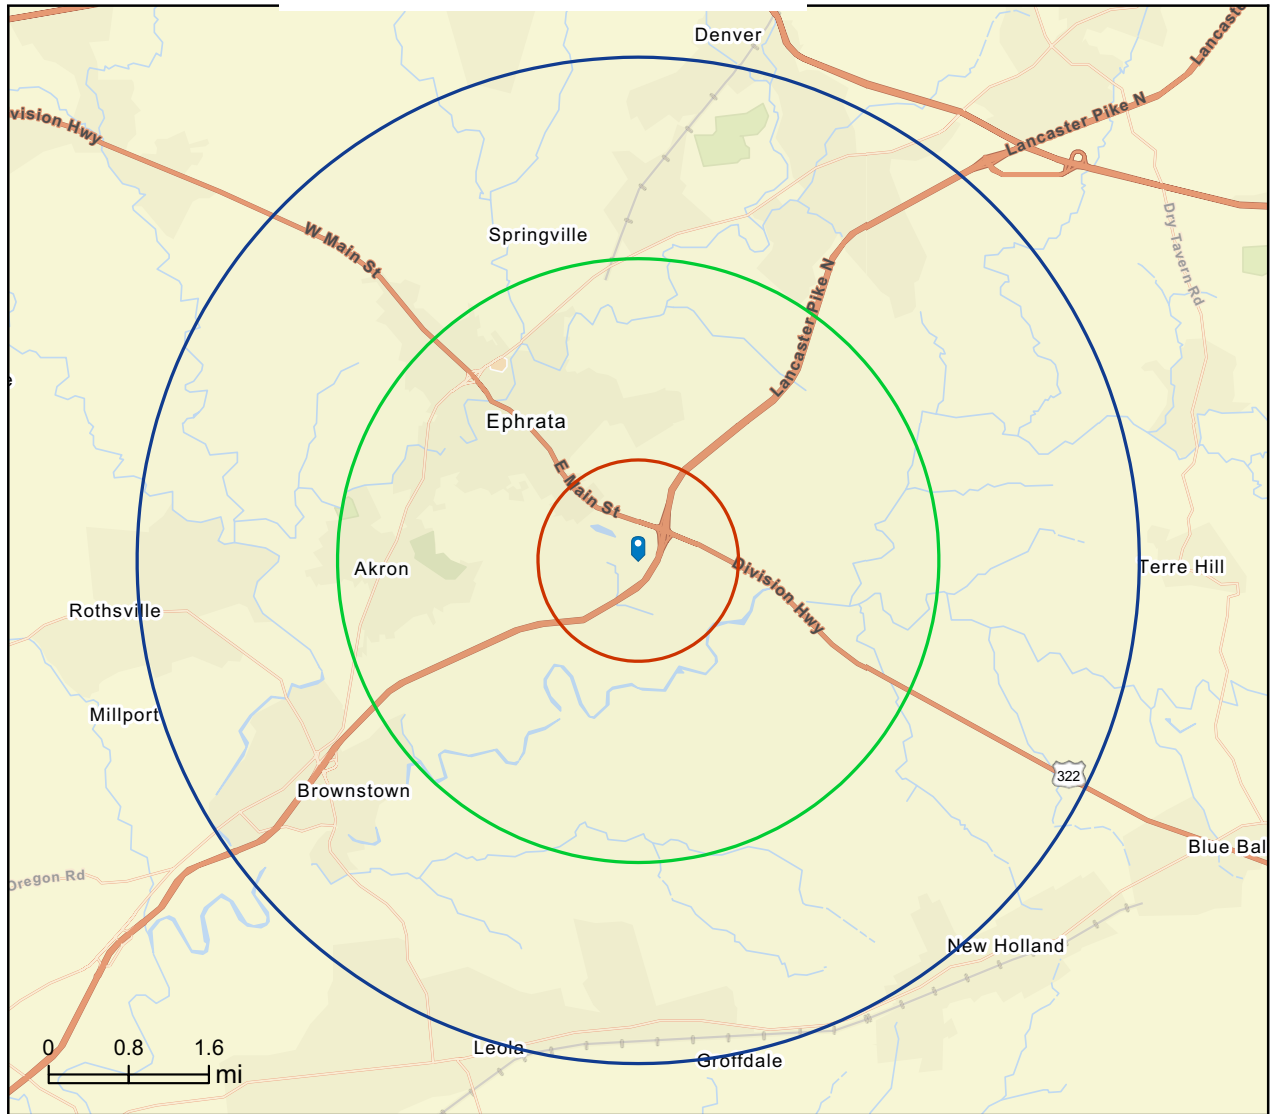 Denver
Lancaste
Lancaster Pike N
vision Hwy
W Main St
Springville
Dry Tavern Rd
Lancaster Pike N
e
Ephrata
E Main St
Akron
Division Hwy
Terre Hill
Rothsville
Millport
322
Brownstown
Blue Bal
Oregon Rd
New Holland
Leola
Groffdale
0 0.8 1.6
mi